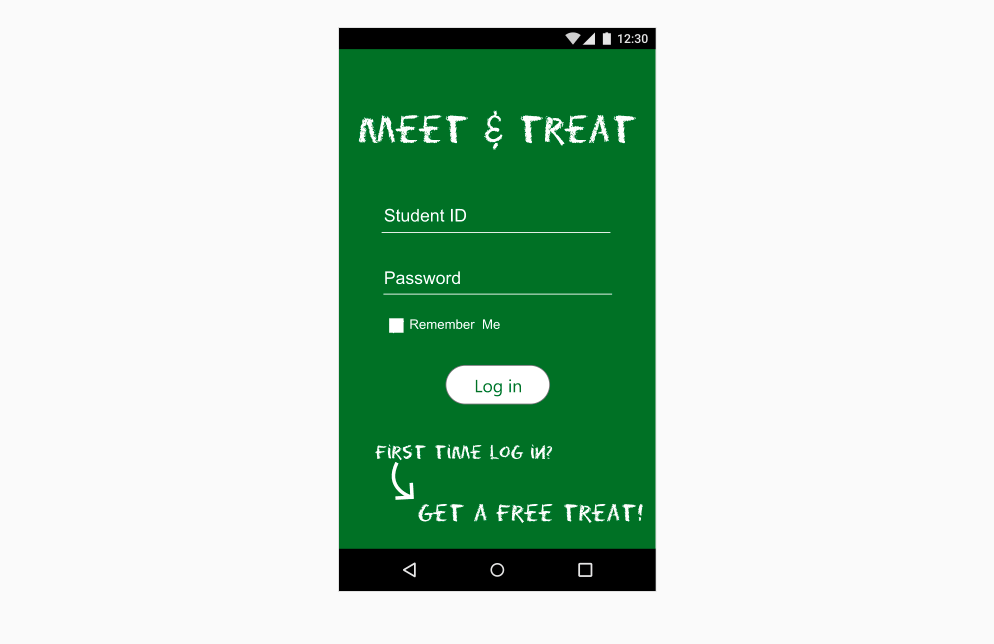 12:30
MEET & TREAT
Student ID
Password
Remember Me
Log in
FIRST TIME LOG IN?
GET A FREE TREAT!